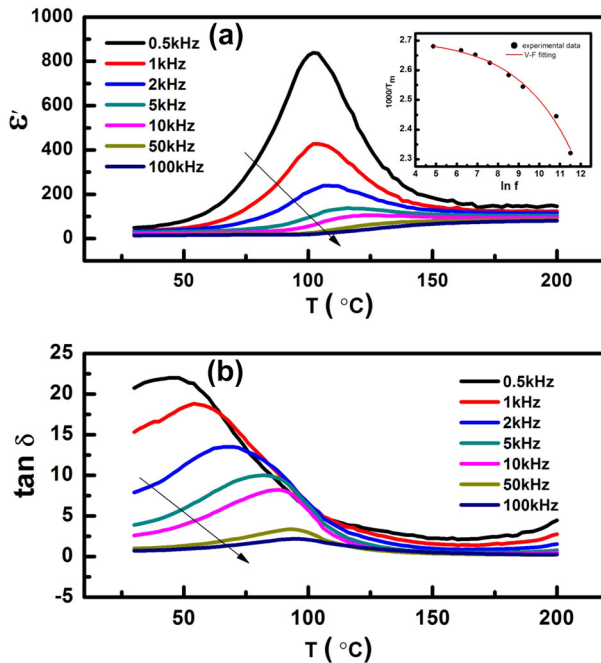 (a)
ε′
1000
800
600
400
200
0
0.5kHz
1kHz
2kHz
5kHz
10kHz
50kHz
100kHz
50
100
150
200
T ( °C)
1000/Tm
2.7
2.6
2.5
2.4
2.3
experimental data
V-F fitting
4 5 6 7 8 9 10 11 12
ln f
(b)
tan δ
25
20
15
10
5
0
-5
0.5kHz
1kHz
2kHz
5kHz
10kHz
50kHz
100kHz
50
100
150
200
T ( °C)